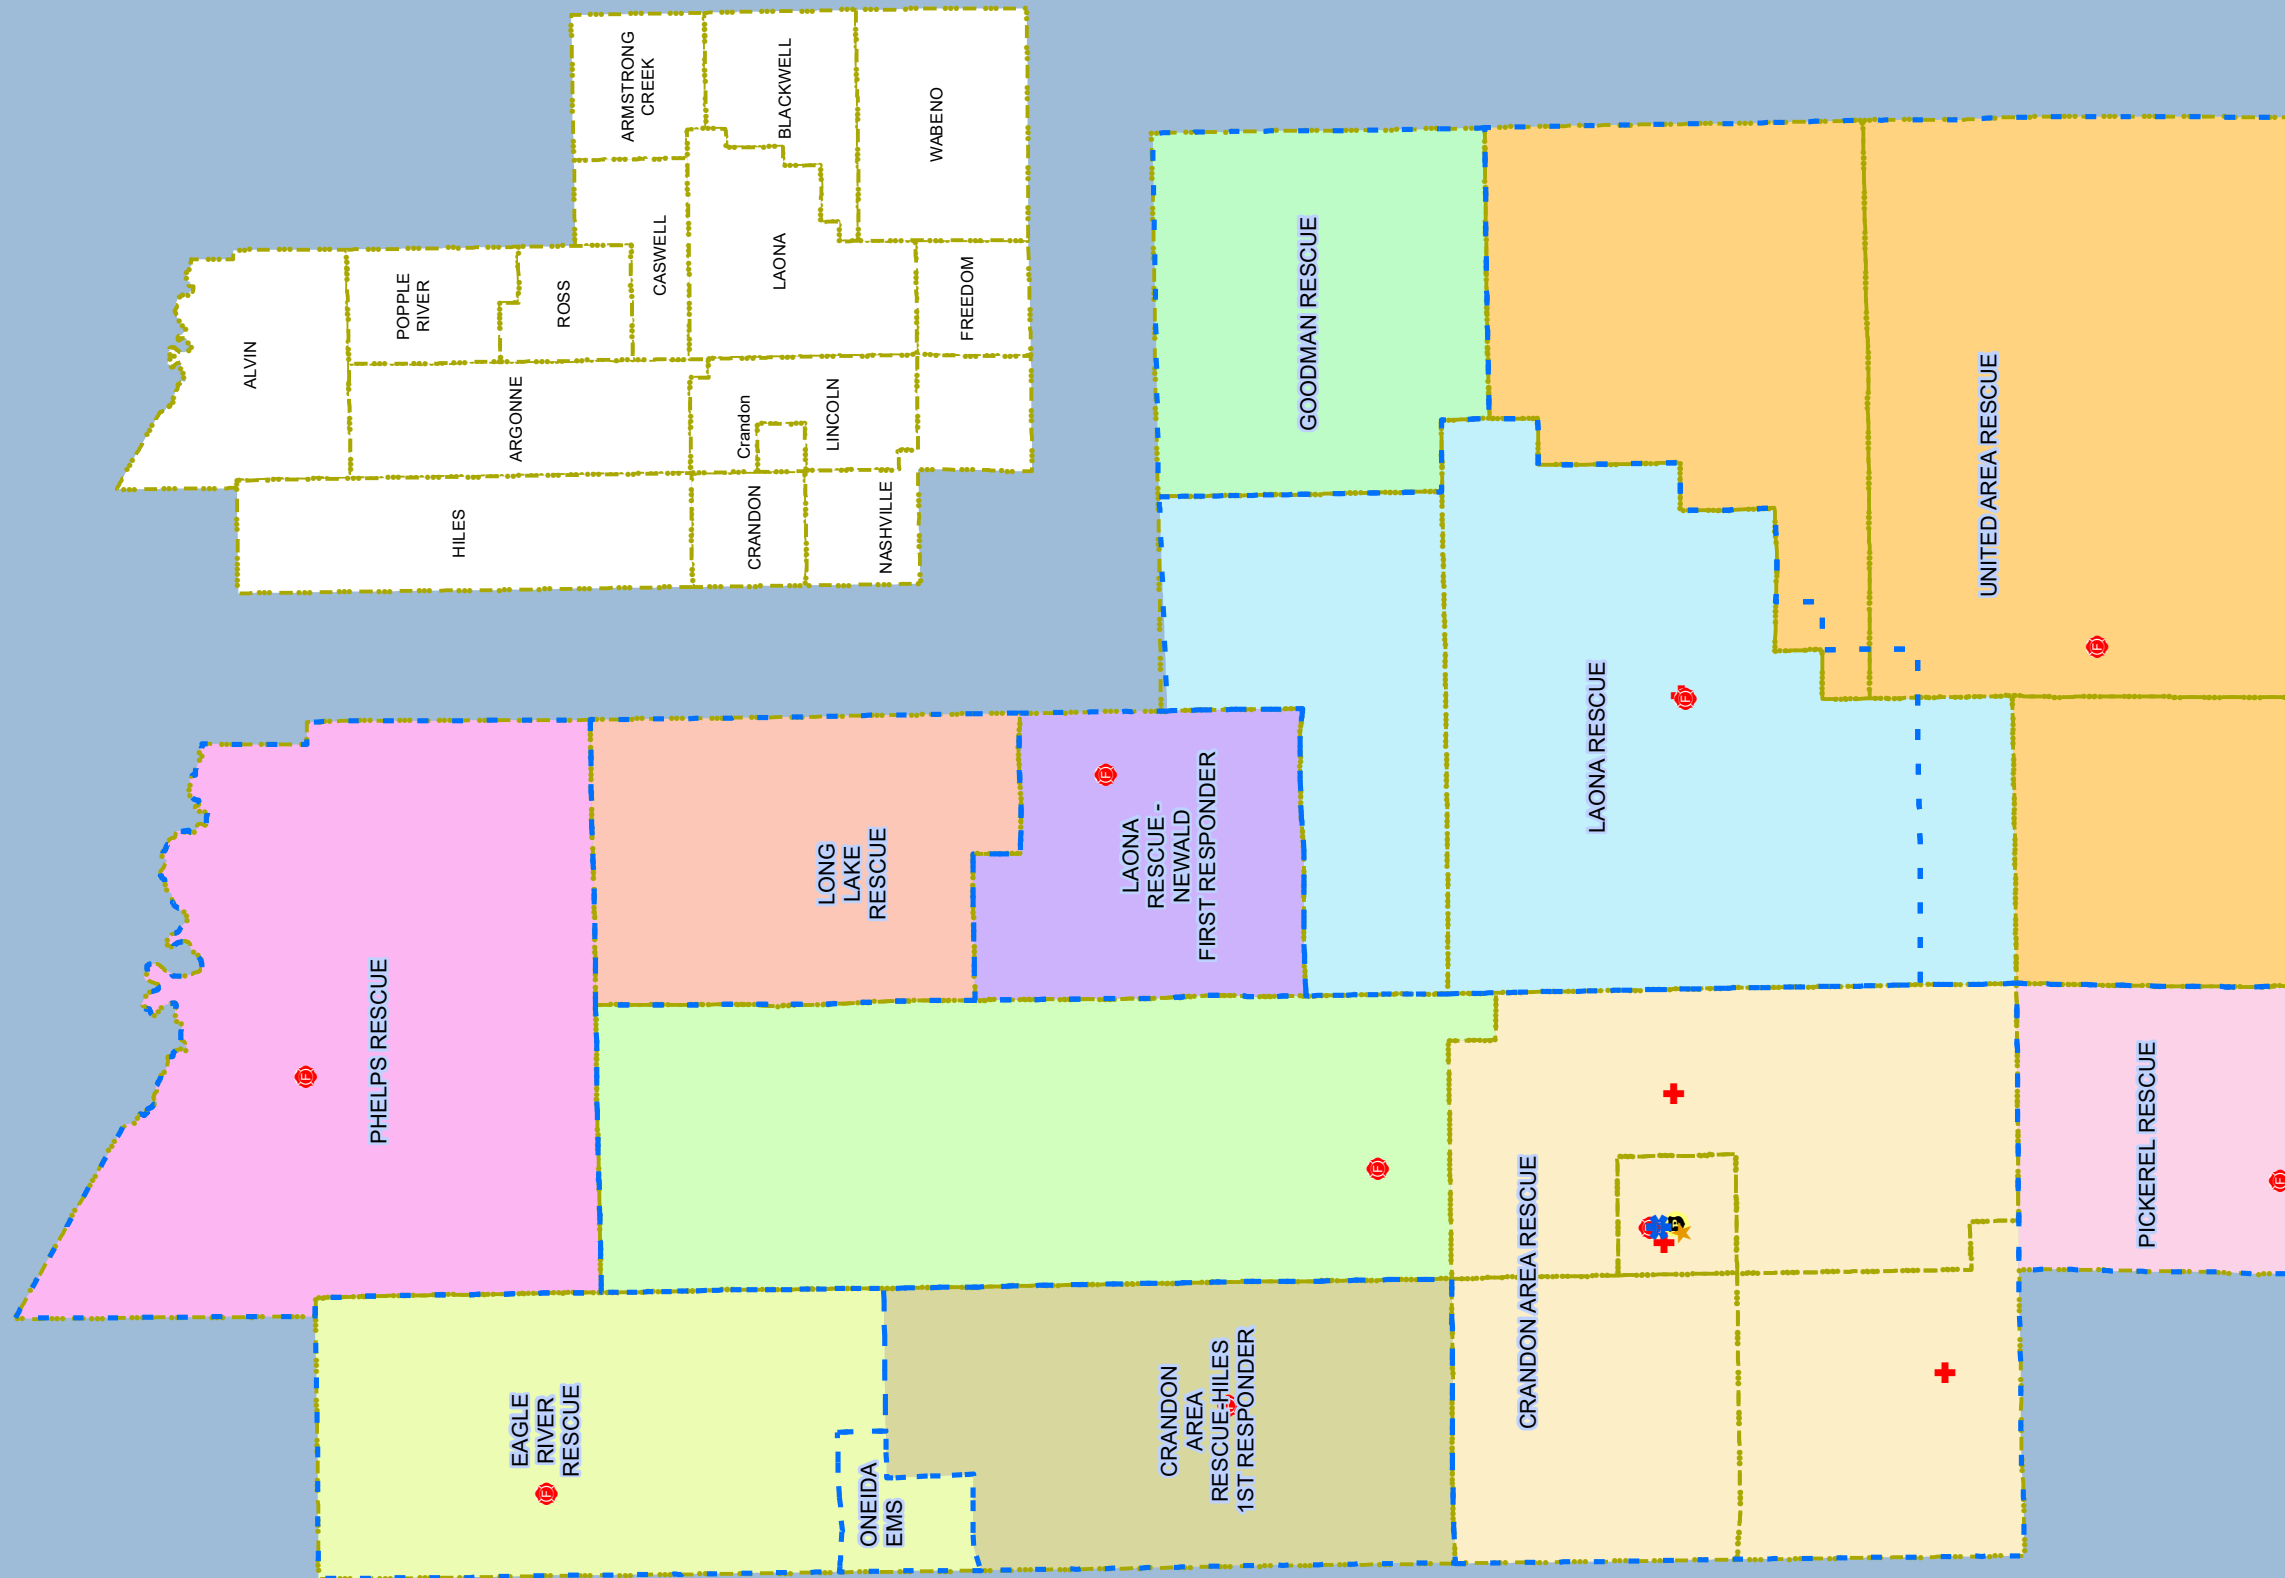 ALVIN
POPPLE
RIVER
ROSS
CASWELL
ARMSTRONG
CREEK
BLACKWELL
WABENO
LAONA
FREEDOM
ARGONNE
Crandon
LINCOLN
HILES
CRANDON
NASHVILLE
PHELPS RESCUE
LONG
LAKE
RESCUE
LAONA
RESCUE -
NEWALD
FIRST RESPONDER
GOODMAN RESCUE
LAONA RESCUE
UNITED AREA RESCUE
EAGLE
RIVER
RESCUE
ONEIDA
EMS
CRANDON
AREA
RESCUE-HILES
1ST RESPONDER
CRANDON AREA RESCUE
PICKEREL RESCUE
F
F
F
F
F
F
F